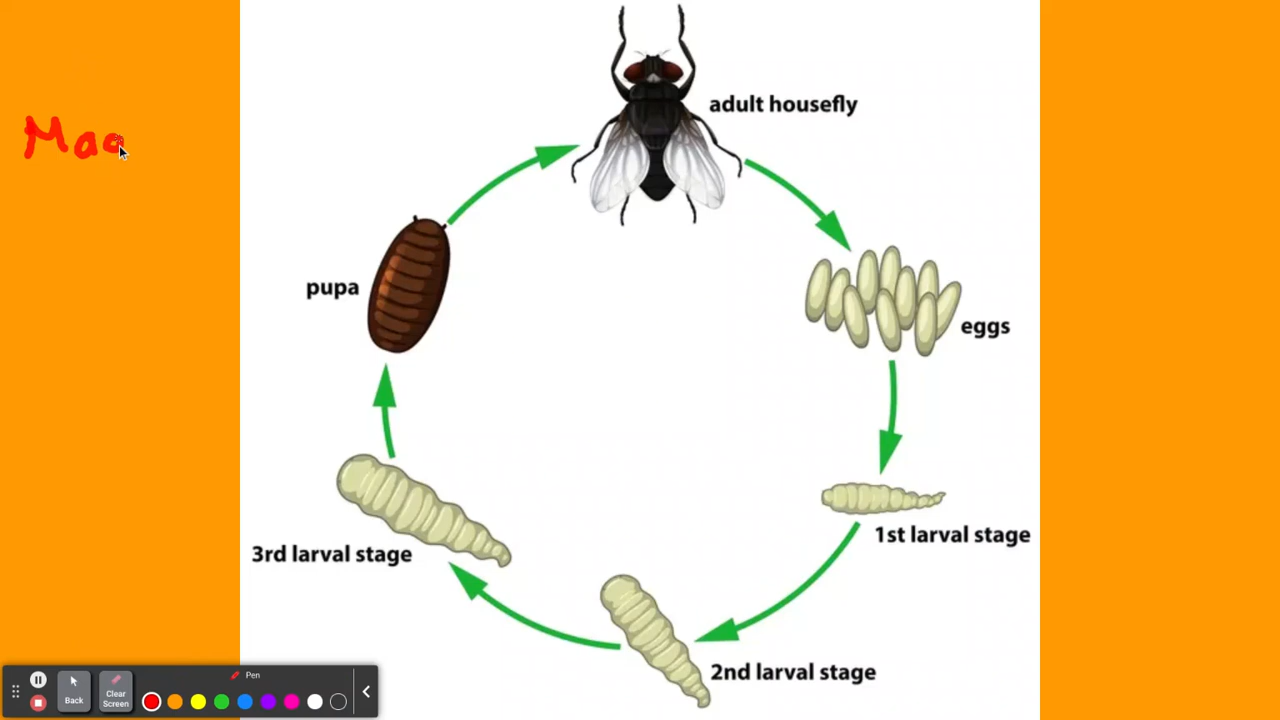 adult housefly
Maa
pupa
eggs
1st larval stage
3rd larval stage
2nd larval stage
Pen
Back
Clear
Screen